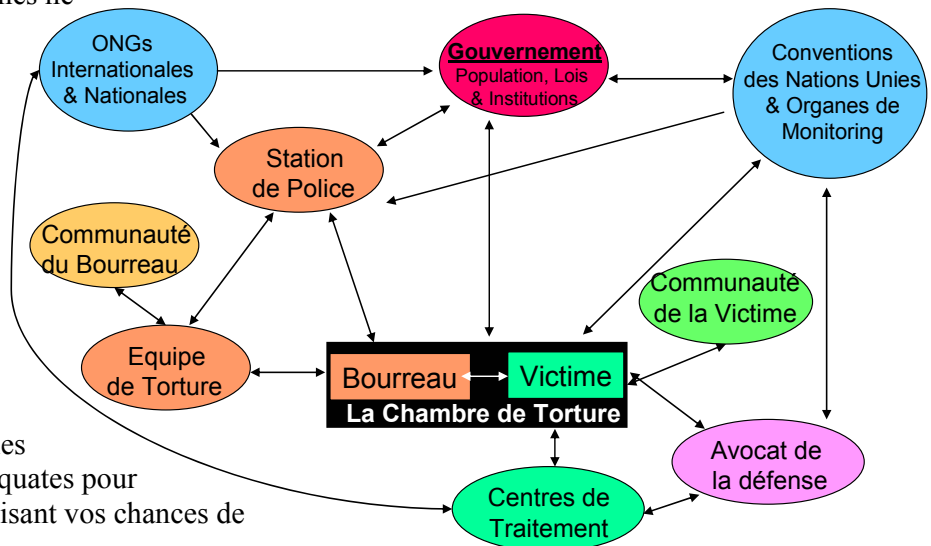 ONGs
Internationales
& Nationales
Gouvernement
Population, Lois
& Institutions
Conventions
des Nations Unies
& Organes de
Monitoring
Station
de Police
Communauté
du Bourreau
Communauté
de la Victime
Equipe
de Torture
Bourreau
Victime
La Chambre de Torture
Avocat de
la défense
Centres de
Traitement
es
quates pour
isant vos chances de